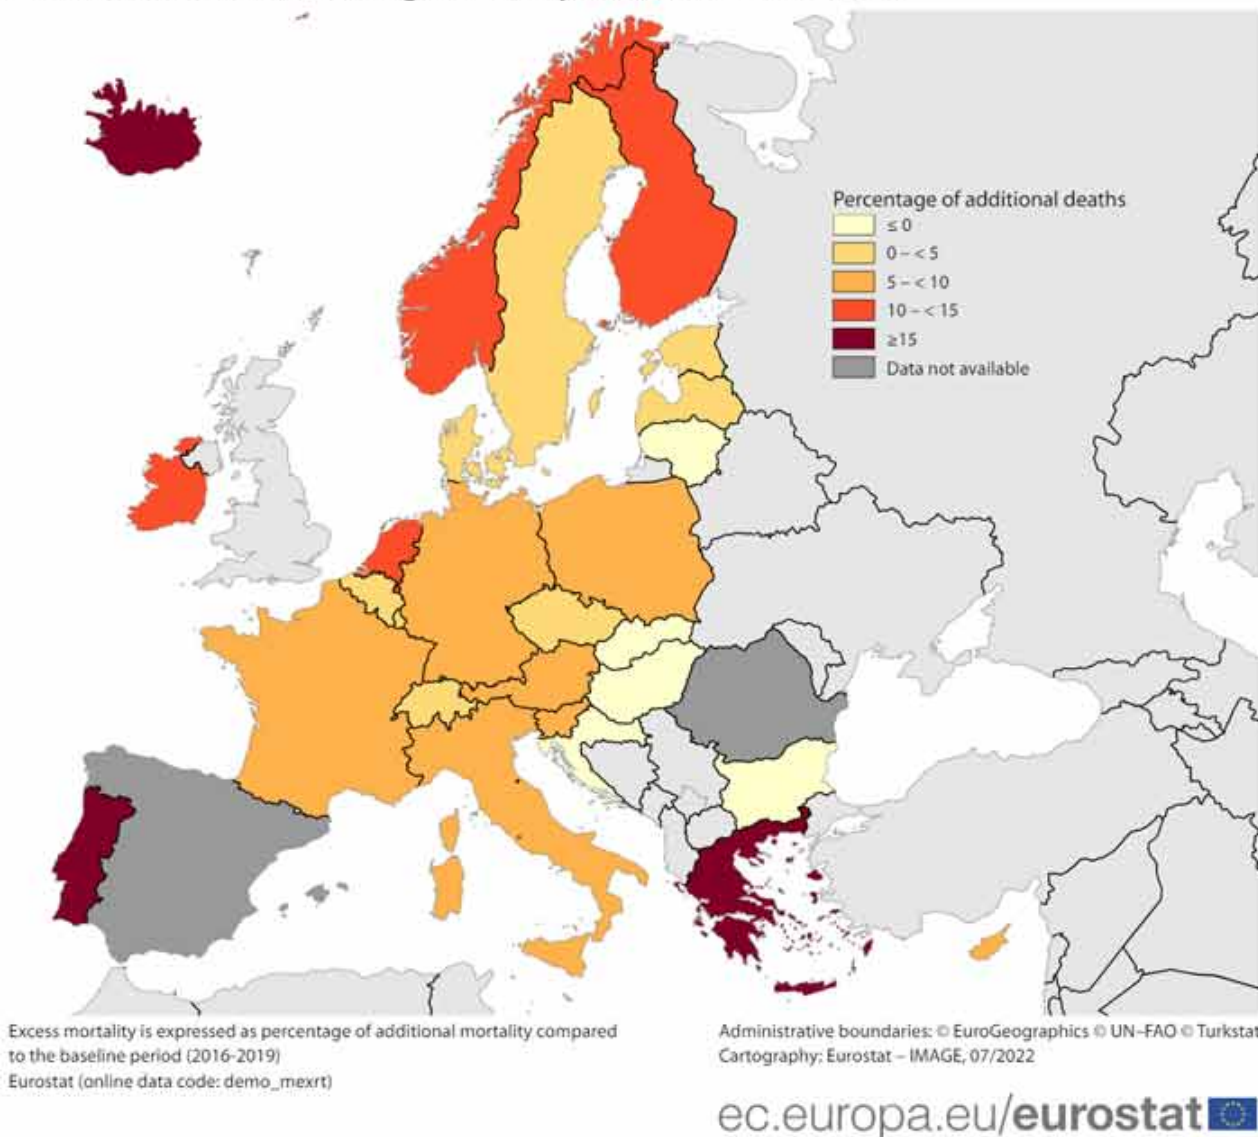 Percentage of additional deaths
≤ 0
0 – < 5
5 – < 10
10 – < 15
≥15
Data not available
Excess mortality is expressed as percentage of additional mortality compared
to the baseline period (2016-2019)
Eurostat (online data code: demo_mexrt)
Administrative boundaries: © EuroGeographics © UN–FAO © Turkstat
Cartography: Eurostat – IMAGE, 07/2022
ec.europa.eu/eurostat